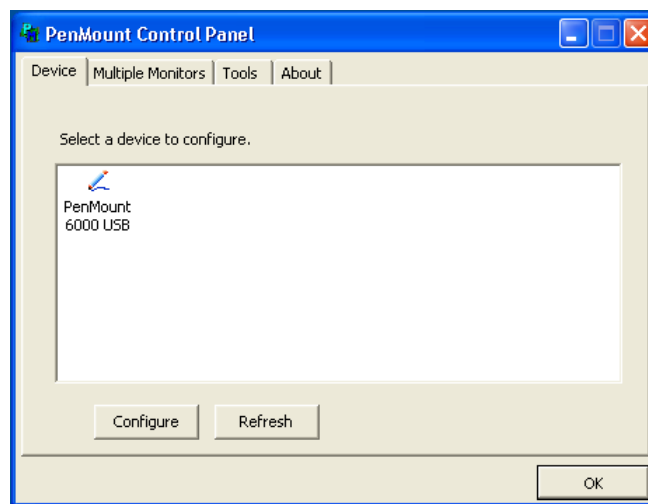 PenMount Control Panel
Device Multiple Monitors Tools About
Select a device to configure.
PenMount
6000 USB
Configure Refresh
OK